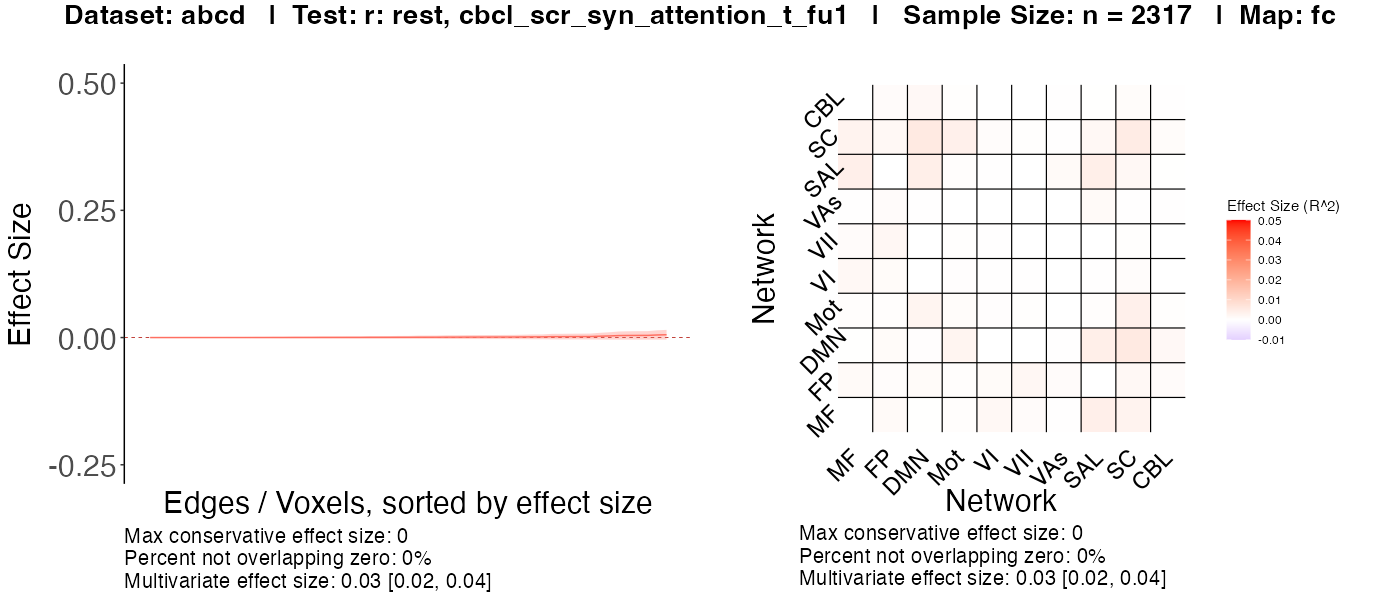 Dataset: abcd | Test: r: rest, cbcl_scr_syn_attention_t_fu1 | Sample Size: n = 2317 | Map: fc
0.50
0.25
0.00
-0.25
Effect Size
Edges / Voxels, sorted by effect size
Max conservative effect size: 0
Percent not overlapping zero: 0%
Multivariate effect size: 0.03 [0.02, 0.04]
Network
CBL
SC
SAL
VAs
VII
VI
Mot
DMN
FP
MF
MF FP DMN Mot VI VII VAs SAL SC CBL
Network
Max conservative effect size: 0
Percent not overlapping zero: 0%
Multivariate effect size: 0.03 [0.02, 0.04]
Effect Size (R^2)
0.05
0.04
0.03
0.02
0.01
0.00
-0.01